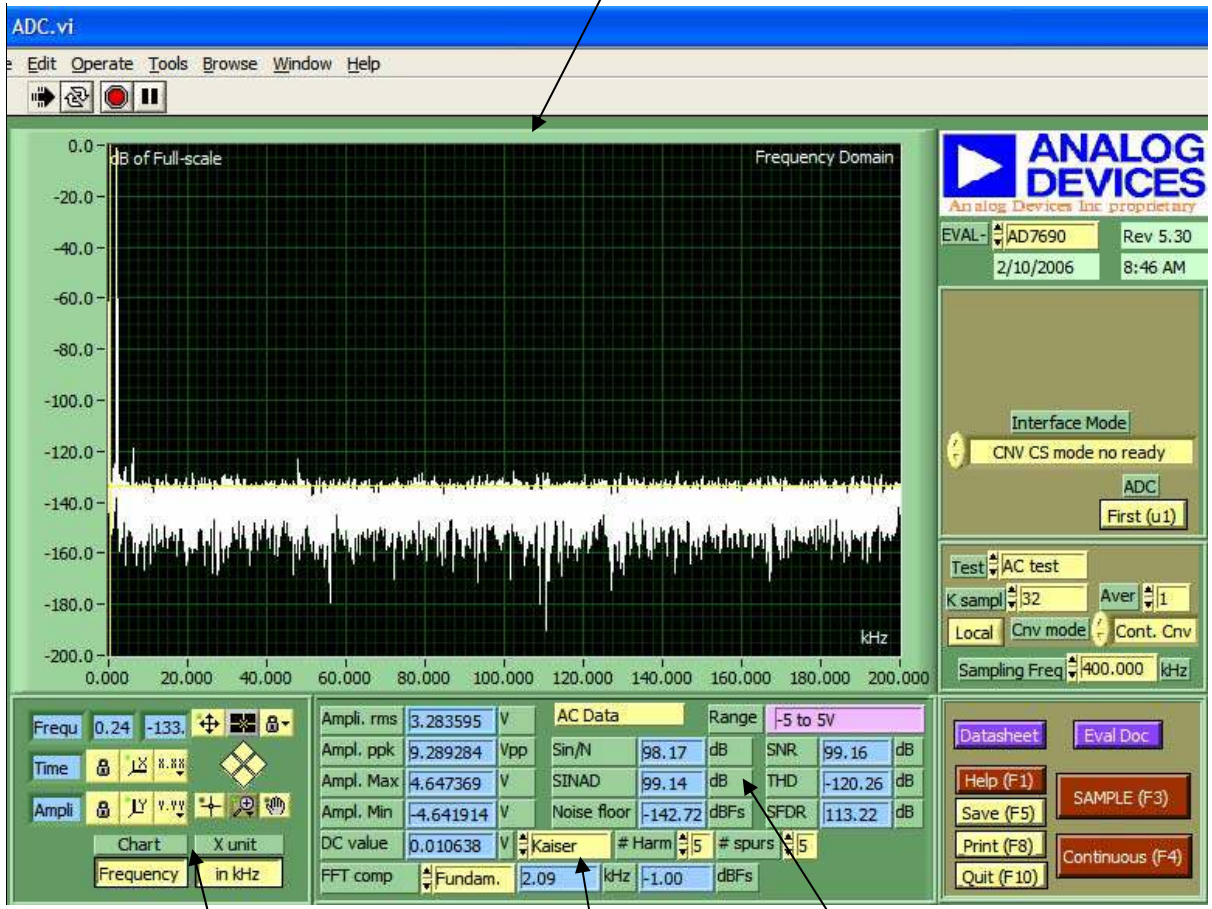 ADC.vi
Edit Operate Tools Browse Window Help
dB of Full-scale
Frequency Domain
0.0
-20.0
-40.0
-60.0
-80.0
-100.0
-120.0
-140.0
-160.0
-180.0
-200.0
kHz
0.000 20.000 40.000 60.000 80.000 100.000 120.000 140.000 160.000 180.000 200.000
ANALOG
DEVICES
Analog Devices Inc proprietary
EVAL- AD7690 Rev 5.30
2/10/2006 8:46 AM
Interface Mode
CNV CS mode no ready
ADC
First (u1)
Test AC test
K sampl 32 Aver 1
Local Cnv mode Cont. Cnv
Sampling Freq 400.000 kHz
Frequ 0.24 -133.
Time X X.XX
Ampli Y Y.YY
Chart X unit
Frequency in kHz
Ampli. rms 3.283595 V AC Data Range -5 to 5V
Ampl. ppk 9.289284 Vpp Sin/N 98.17 dB SNR 99.16 dB
Ampl. Max 4.647369 V SINAD 99.14 dB THD -120.26 dB
Ampl. Min -4.641914 V Noise floor -142.72 dBFs SFDR 113.22 dB
DC value 0.010638 V Kaiser # Harm 5 # spurs 5
FFT comp Fundam. 2.09 kHz -1.00 dBFs
Datasheet Eval Doc
Help (F1)
SAMPLE (F3)
Save (F5)
Print (F8)
Continuous (F4)
Quit (F10)